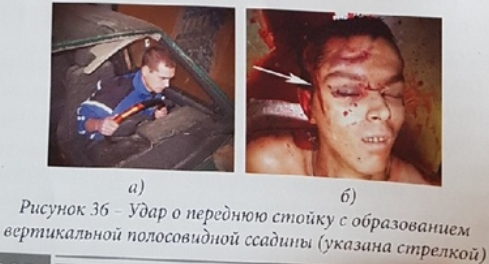 а)
б)
Рисунок 36 – Удар о переднюю стойку с образованием
вертикальной полосовидной ссадины (указана стрелкой)